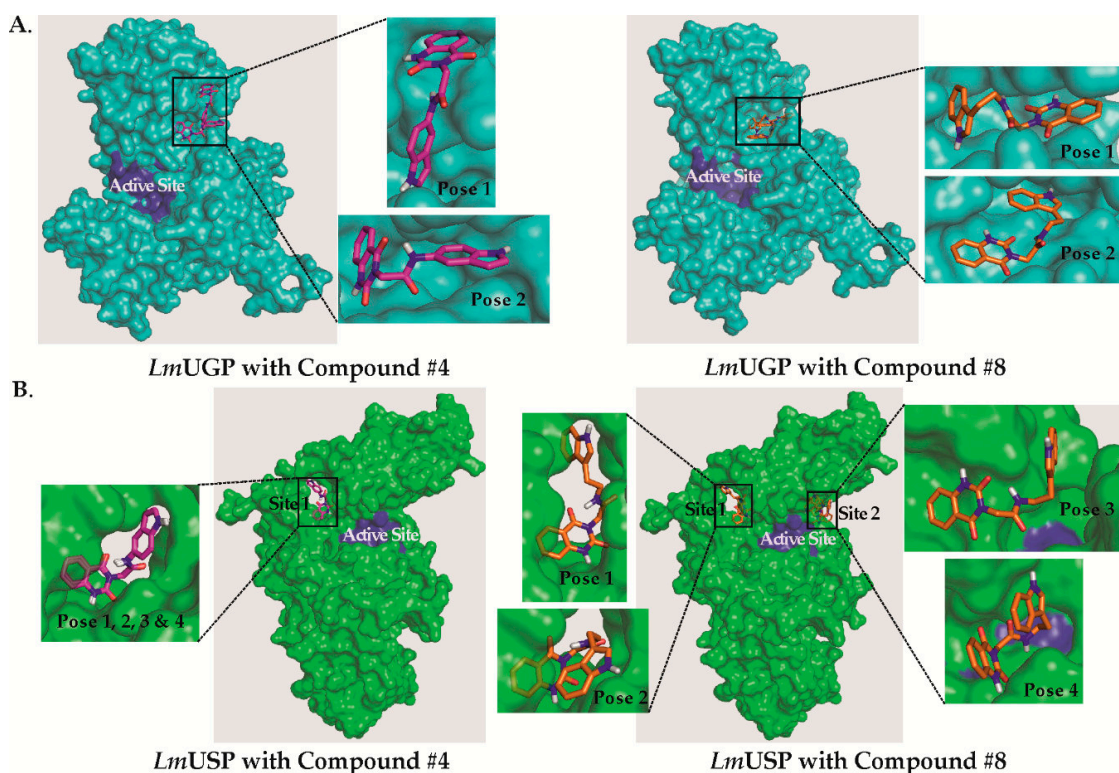 A.
Active Site
Pose 1
Pose 2
LmUGP with Compound #4
Active Site
Pose 1
Pose 2
LmUGP with Compound #8
B.
Site 1
Active Site
Pose 1, 2, 3 & 4
LmUSP with Compound #4
Pose 1
Pose 2
Site 1
Site 2
Active Site
Pose 3
Pose 4
LmUSP with Compound #8